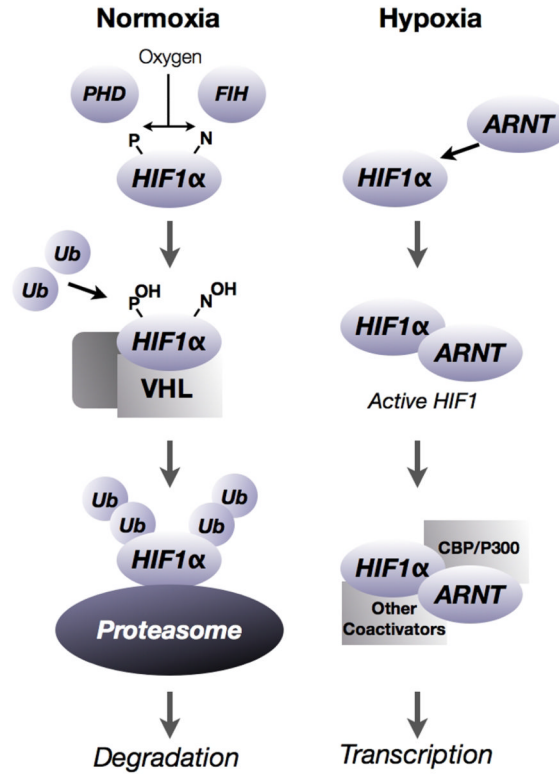 Normoxia
Oxygen
PHD
FIH
P
N
HIF1α
Ub
Ub
P OH
N OH
HIF1α
VHL
Ub
Ub
Ub
Ub
HIF1α
Proteasome
Degradation
Hypoxia
ARNT
HIF1α
HIF1α
ARNT
Active HIF1
CBP/P300
HIF1α
ARNT
Other
Coactivators
Transcription